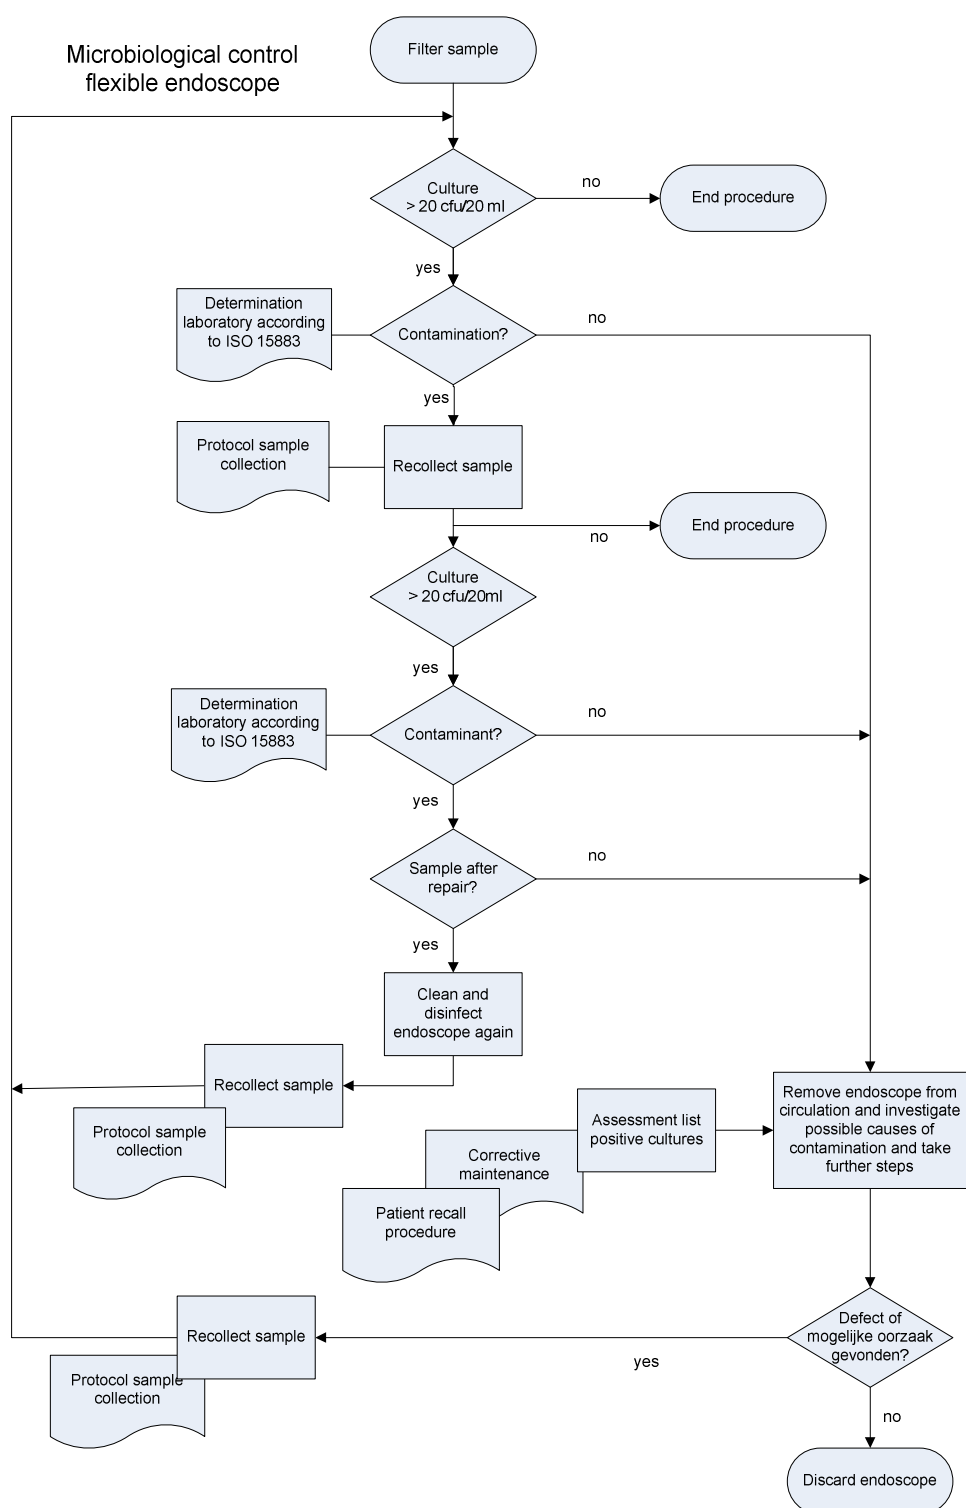 Microbiological control
flexible endoscope
Filter sample
Culture
> 20 cfu/20 ml
no
End procedure
yes
Determination
laboratory according
to ISO 15883
Contamination?
no
yes
Protocol sample
collection
Recollect sample
End procedure
no
Culture
> 20 cfu/20ml
yes
Determination
laboratory according
to ISO 15883
Contaminant?
no
yes
Sample after
repair?
no
yes
Clean and
disinfect
endoscope again
Recollect sample
Protocol sample
collection
Remove endoscope from
circulation and investigate
possible causes of
contamination and take
further steps
Assessment list
positive cultures
Corrective
maintenance
Patient recall
procedure
Defect of
mogelijke oorzaak
gevonden?
yes
Recollect sample
Protocol sample
collection
no
Discard endoscope